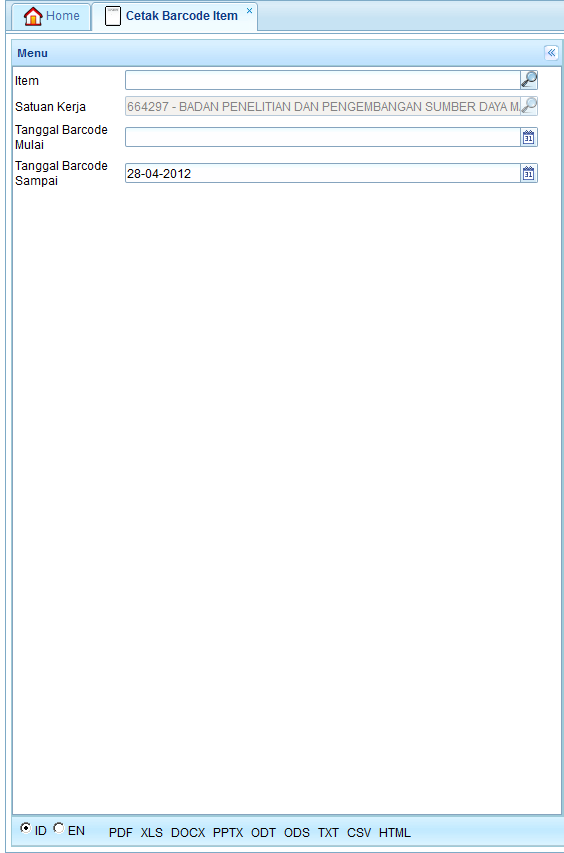 Home Cetak Barcode Item
Menu
Item
Satuan Kerja 664297 - BADAN PENELITIAN DAN PENGEMBANGAN SUMBER DAYA M
Tanggal Barcode
Mulai
Tanggal Barcode
Sampai
28-04-2012
ID EN PDF XLS DOCX PPTX ODT ODS TXT CSV HTML